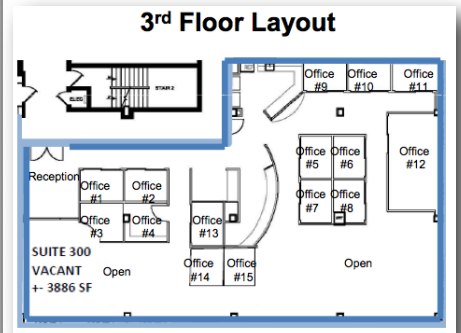 3rd Floor Layout
STAIR 2
ELEC
Office Office Office
#9 #10 #11
Office Office Office
#5 #6 #12
Reception
Office Office
#1 #2
Office Office
#7 #8
Office Office Office
#3 #4 #13
SUITE 300
VACANT
+- 3886 SF
Open
Office Office
#14 #15
Open